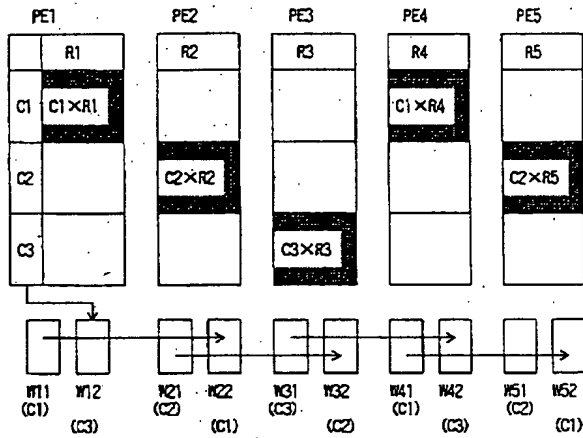 PE1 PE2 PE3 PE4 PE5
R1 R2 R3 R4 R5
C1 C1×R1 C1×R4
C2 C2×R2 C2×R5
C3 C3×R3
W11 W12 W21 W22 W31 W32 W41 W42 W51 W52
(C1) (C2) (C3) (C1) (C2)
(C3) (C1) (C2) (C3) (C1)